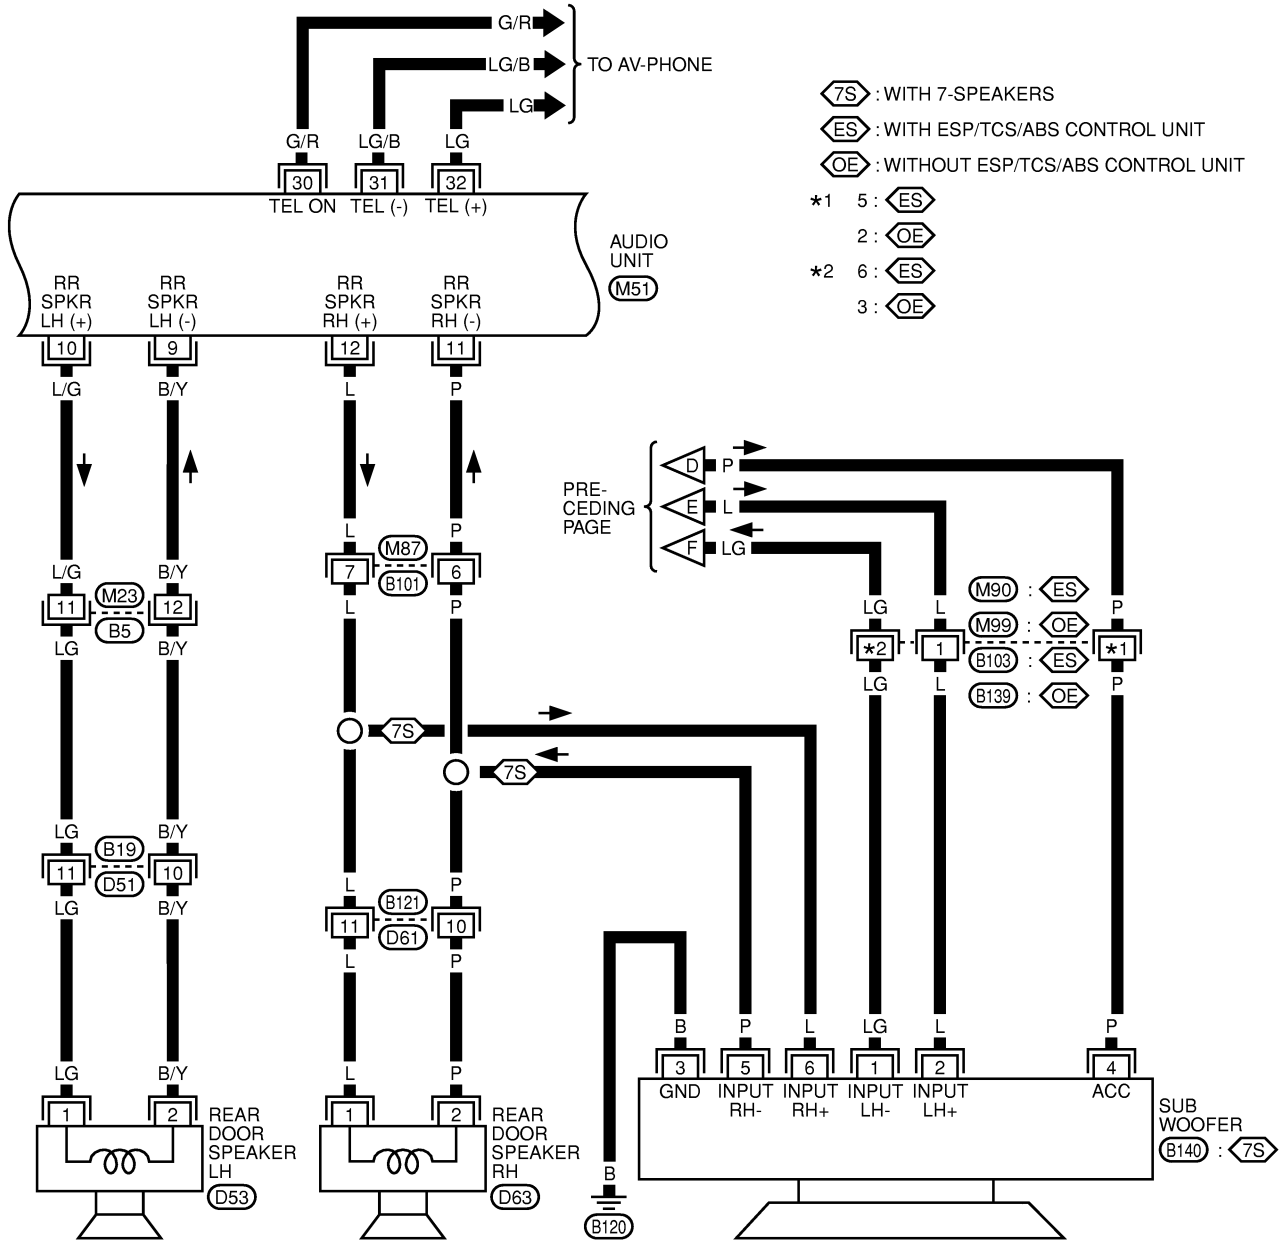 G/R
LG/B
LG
TO AV-PHONE
G/R LG/B LG
30 31 32
TEL ON TEL (-) TEL (+)
7S : WITH 7-SPEAKERS
ES : WITH ESP/TCS/ABS CONTROL UNIT
OE : WITHOUT ESP/TCS/ABS CONTROL UNIT
*1 5 : ES
2 : OE
*2 6 : ES
3 : OE
AUDIO
UNIT
M51
RR
SPKR
LH (+)
RR
SPKR
LH (-)
RR
SPKR
RH (+)
RR
SPKR
RH (-)
10 9 12 11
L/G B/Y L P
PRE-
CEDING
PAGE
D P
E L
F LG
L P
M87
7 6
B101
L P
L/G B/Y
M23
11 12
B5
LG B/Y
LG L P
M90 : ES
M99 : OE
*2 1 *1
B103 : ES
B139 : OE
LG L P
7S
7S
LG B/Y
B19
11 10
D51
LG B/Y
L P
B121
11 10
D61
L P
B P L LG L P
3 5 6 1 2 4
GND
INPUT
RH-
INPUT
RH+
INPUT
LH-
INPUT
LH+
ACC
SUB
WOOFER
B140 : 7S
LG B/Y
1 2
REAR
DOOR
SPEAKER
LH
D53
L P
1 2
REAR
DOOR
SPEAKER
RH
D63
B
B120